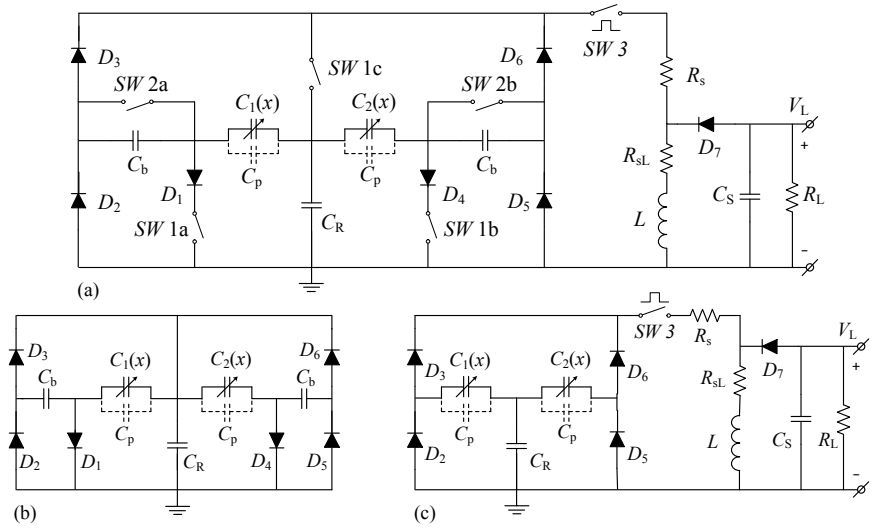 SW 3
D3
SW 1c
D6
Rs
SW 2a
C1(x)
C2(x)
SW 2b
VL
+
Cb
Cp
Cp
Cb
RsL
D7
D2
D1
CR
D4
D5
L
CS
RL
SW 1a
SW 1b
-
(a)
D3
C1(x)
C2(x)
D6
Cb
Cp
Cp
Cb
D2
D1
CR
D4
D5
(b)
SW 3
Rs
VL
D3
C1(x)
C2(x)
D6
D7
+
Cp
Cp
RsL
D2
CR
D5
L
CS
RL
-
(c)